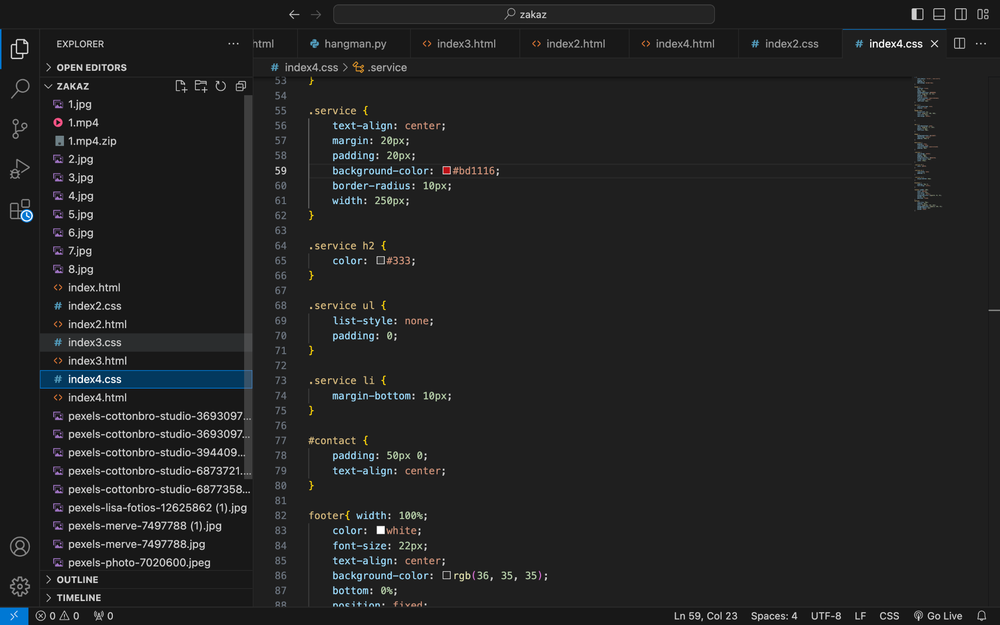 zakaz
EXPLORER
html
hangman.py
index3.html
index2.html
index4.html
index2.css
index4.css
OPEN EDITORS
index4.css > .service
ZAKAZ
1.jpg
1.mp4
1.mp4.zip
2.jpg
3.jpg
4.jpg
5.jpg
6.jpg
7.jpg
8.jpg
index.html
index2.css
index2.html
index3.css
index3.html
index4.css
index4.html
pexels-cottonbro-studio-3693097...
pexels-cottonbro-studio-3693097...
pexels-cottonbro-studio-394409...
pexels-cottonbro-studio-6873721....
pexels-cottonbro-studio-6877358...
pexels-lisa-fotios-12625862 (1).jpg
pexels-merve-7497788 (1).jpg
pexels-merve-7497788.jpg
pexels-photo-7020600.jpeg
OUTLINE
TIMELINE
53 }
54
55 .service {
56 text-align: center;
57 margin: 20px;
58 padding: 20px;
59 background-color: #bd1116;
60 border-radius: 10px;
61 width: 250px;
62 }
63
64 .service h2 {
65 color: #333;
66 }
67
68 .service ul {
69 list-style: none;
70 padding: 0;
71 }
72
73 .service li {
74 margin-bottom: 10px;
75 }
76
77 #contact {
78 padding: 50px 0;
79 text-align: center;
80 }
81
82 footer{ width: 100%;
83 color: white;
84 font-size: 22px;
85 text-align: center;
86 background-color: rgb(36, 35, 35);
87 bottom: 0%;
88 position: fixed;
0 0 0
Ln 59, Col 23
Spaces: 4
UTF-8
LF
CSS
Go Live